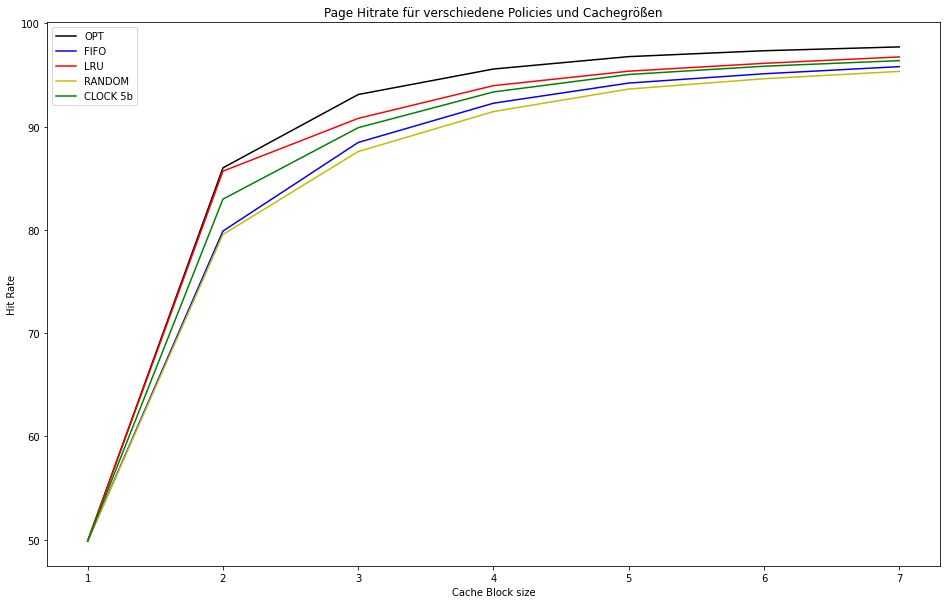 Page Hitrate für verschiedene Policies und Cachegrößen
OPT
FIFO
LRU
RANDOM
CLOCK 5b
Hit Rate
100
90
80
70
60
50
1 2 3 4 5 6 7
Cache Block size